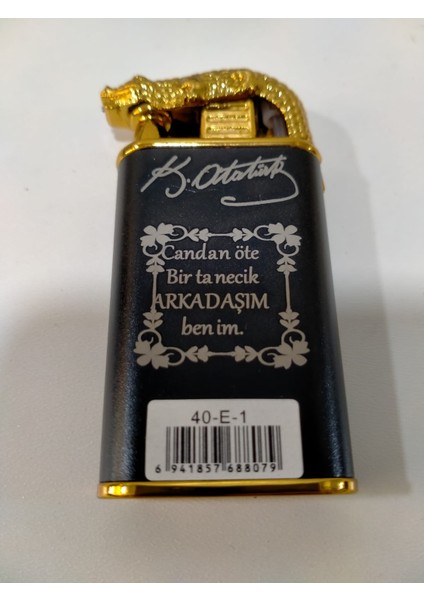 K. Atatürk
Candan öte
Bir ta necik
ARKADAŞIM
ben im.
40-E-1
6 941857 688079